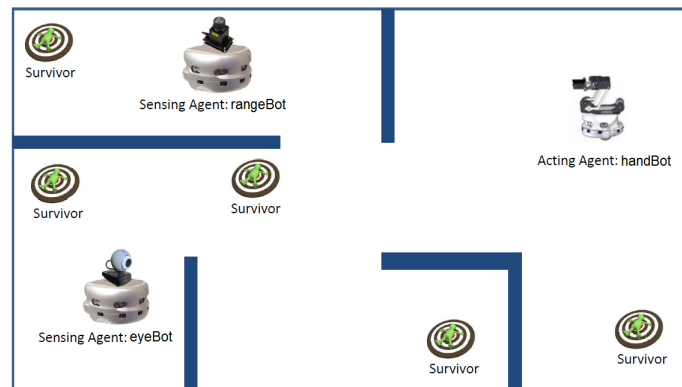 Survivor
Sensing Agent: rangeBot
Acting Agent: handBot
Survivor
Survivor
Sensing Agent: eyeBot
Survivor
Survivor